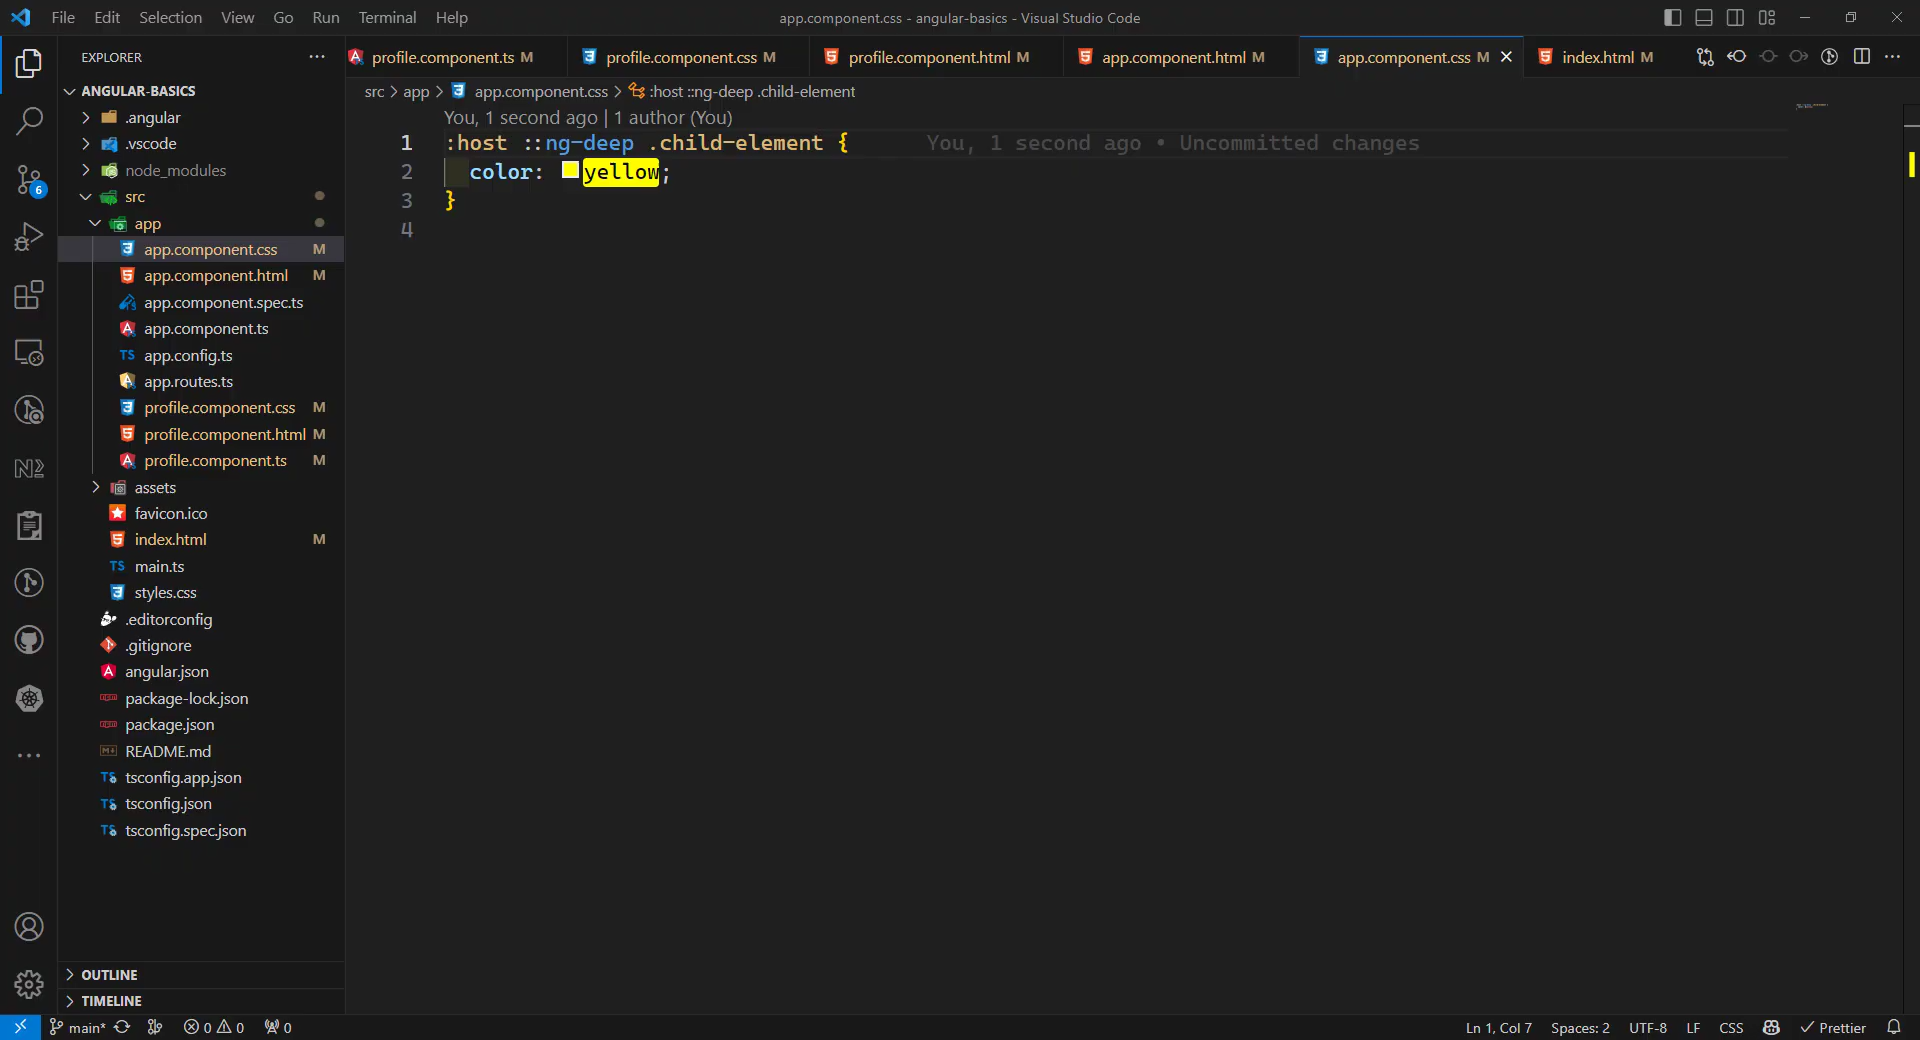 File Edit Selection View Go Run Terminal Help
app.component.css - angular-basics - Visual Studio Code
EXPLORER
profile.component.ts M
profile.component.css M
profile.component.html M
app.component.html M
app.component.css M
index.html M
ANGULAR-BASICS
.angular
.vscode
node_modules
src
app
app.component.css M
app.component.html M
app.component.spec.ts
app.component.ts
TS app.config.ts
app.routes.ts
profile.component.css M
profile.component.html M
profile.component.ts M
assets
favicon.ico
index.html M
TS main.ts
styles.css
.editorconfig
.gitignore
angular.json
package-lock.json
package.json
README.md
TS tsconfig.app.json
TS tsconfig.json
TS tsconfig.spec.json
OUTLINE
TIMELINE
6
src > app > app.component.css > :host ::ng-deep .child-element
You, 1 second ago | 1 author (You)
1 :host ::ng-deep .child-element { You, 1 second ago • Uncommitted changes
2 color: yellow;
3 }
4
main* 0 0 0
Ln 1, Col 7 Spaces: 2 UTF-8 LF CSS Prettier